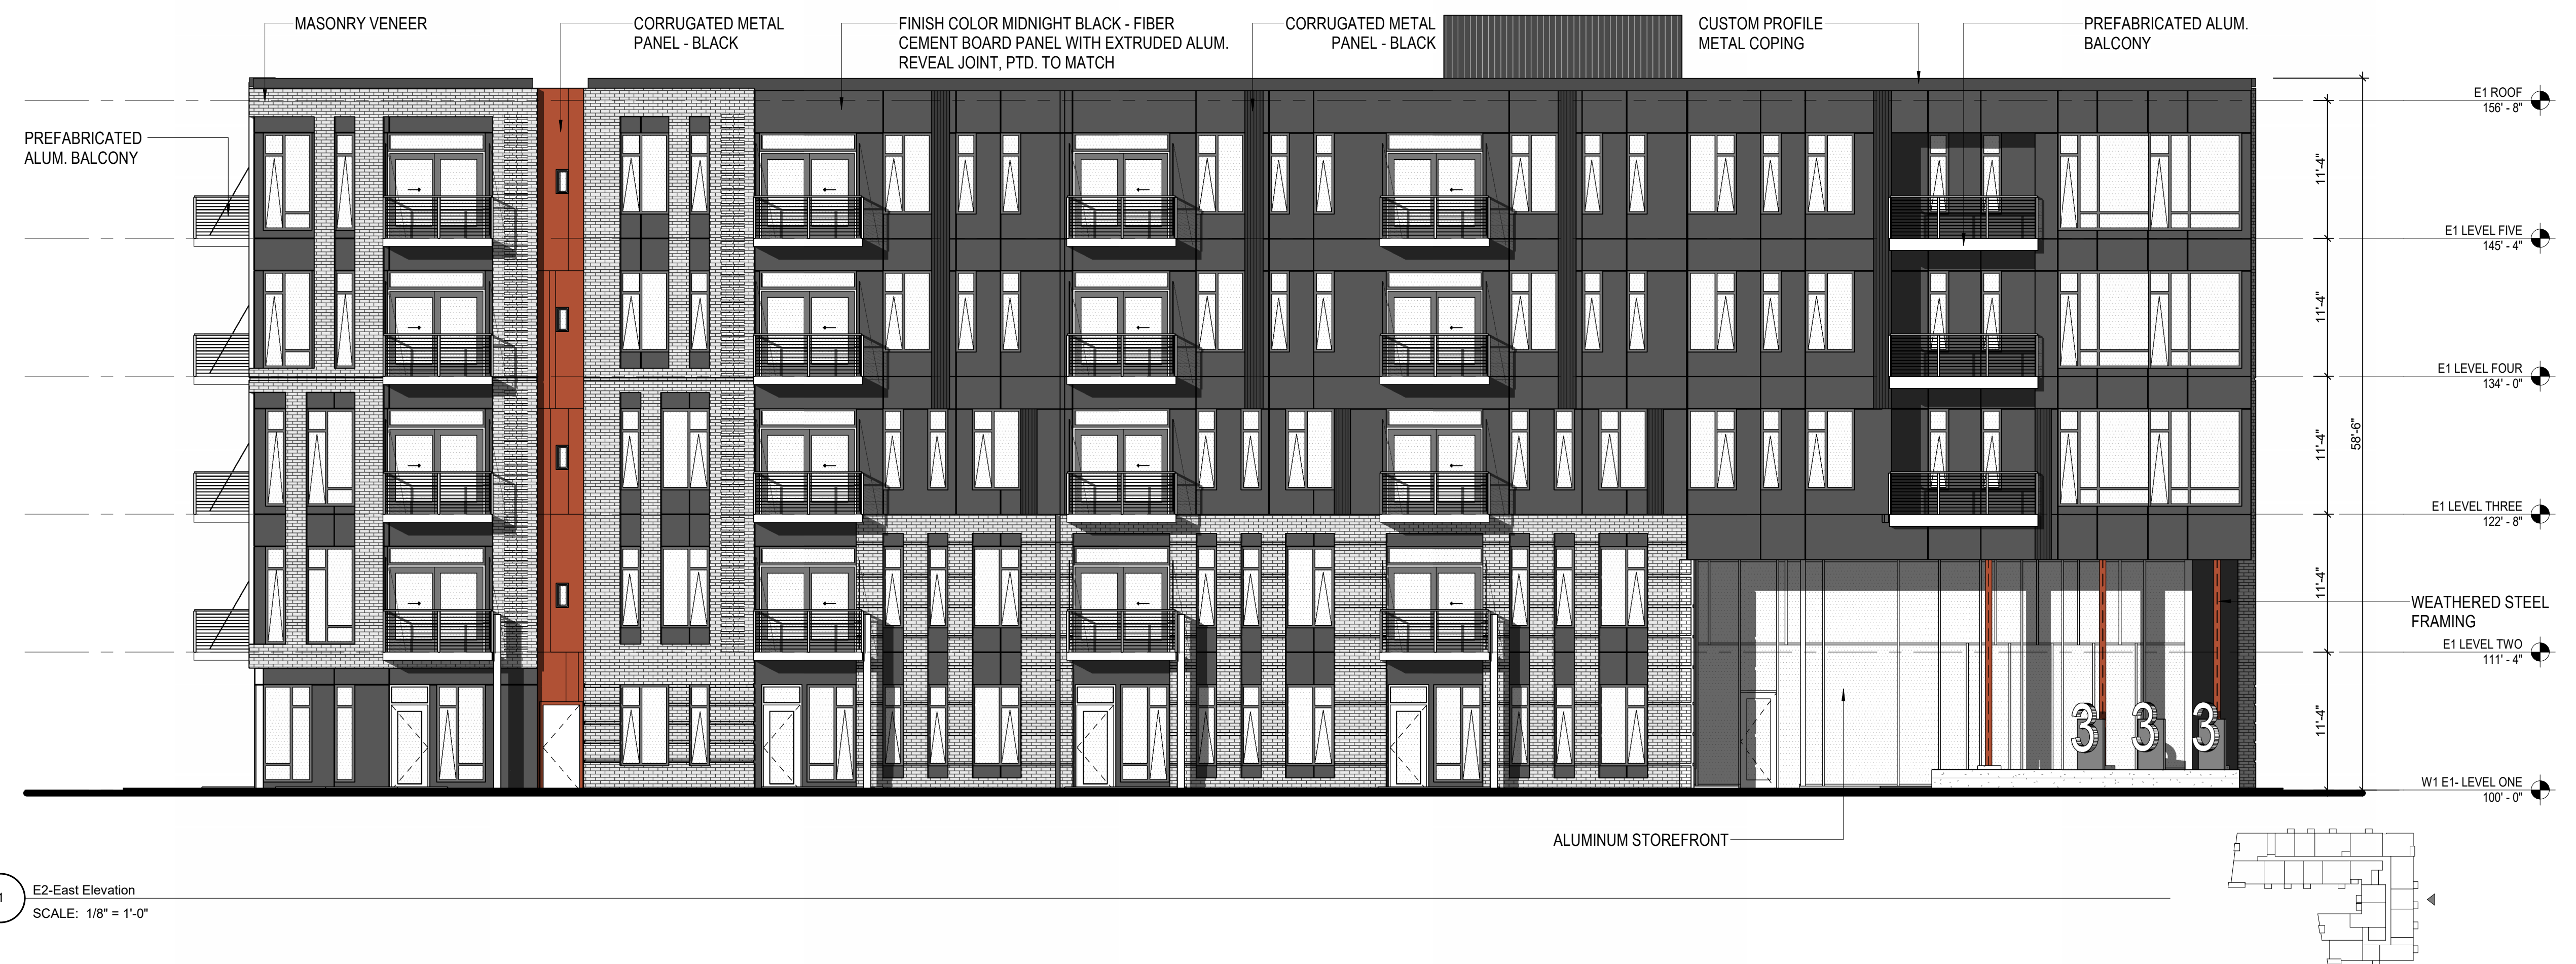 MASONRY VENEER
CORRUGATED METAL
PANEL - BLACK
FINISH COLOR MIDNIGHT BLACK - FIBER
CEMENT BOARD PANEL WITH EXTRUDED ALUM.
REVEAL JOINT, PTD. TO MATCH
CORRUGATED METAL
PANEL - BLACK
CUSTOM PROFILE
METAL COPING
PREFABRICATED ALUM.
BALCONY
PREFABRICATED
ALUM. BALCONY
E1 ROOF
156' - 8"
11'-4"
E1 LEVEL FIVE
145' - 4"
11'-4"
E1 LEVEL FOUR
134' - 0"
11'-4"
58'-6"
E1 LEVEL THREE
122' - 8"
11'-4"
WEATHERED STEEL
FRAMING
E1 LEVEL TWO
111' - 4"
11'-4"
3 3 3
W1 E1- LEVEL ONE
100' - 0"
ALUMINUM STOREFRONT
1
E2-East Elevation
SCALE: 1/8" = 1'-0"